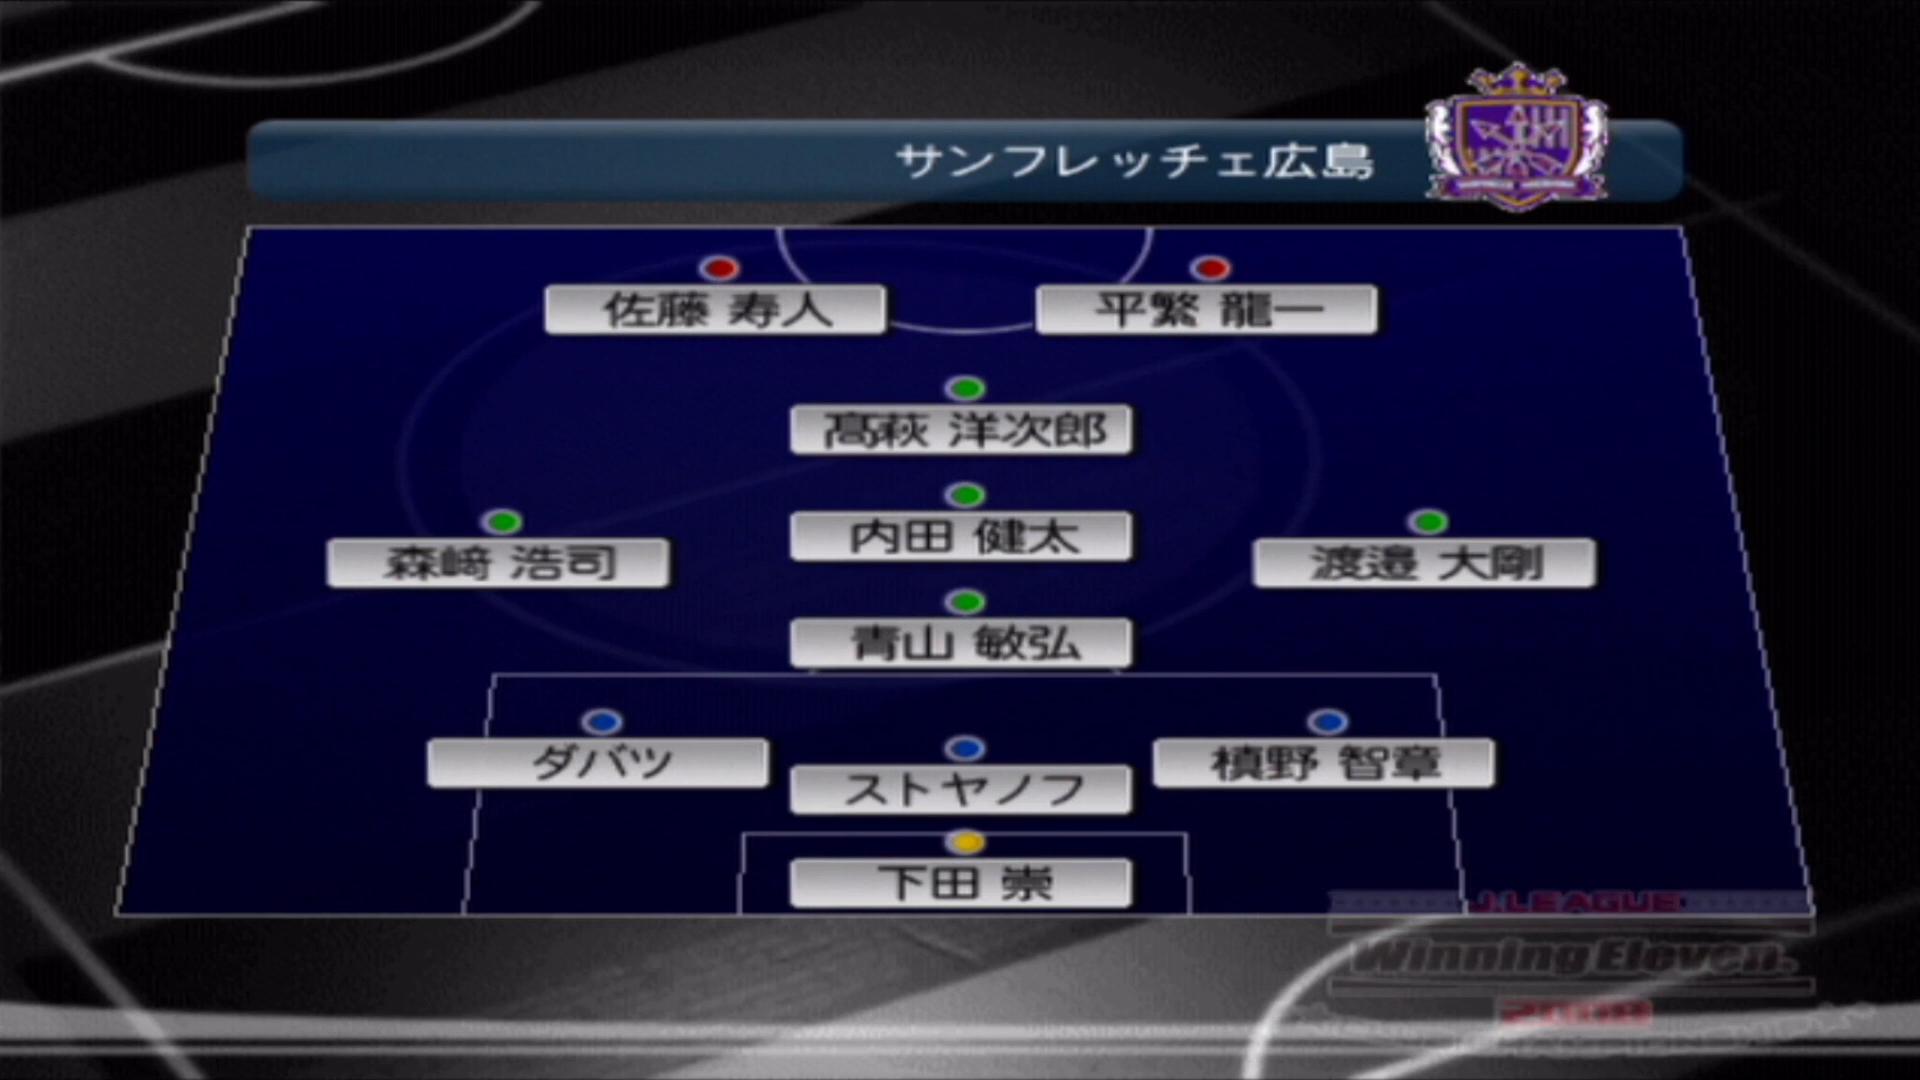 サンフレッチェ広島
佐藤 寿人
平繁 龍一
髙萩 洋次郎
内田 健太
森﨑 浩司
渡邉 大剛
青山 敏弘
ダバツ
槙野 智章
ストヤノフ
下田 崇
J.LEAGUE
Winning Eleven.